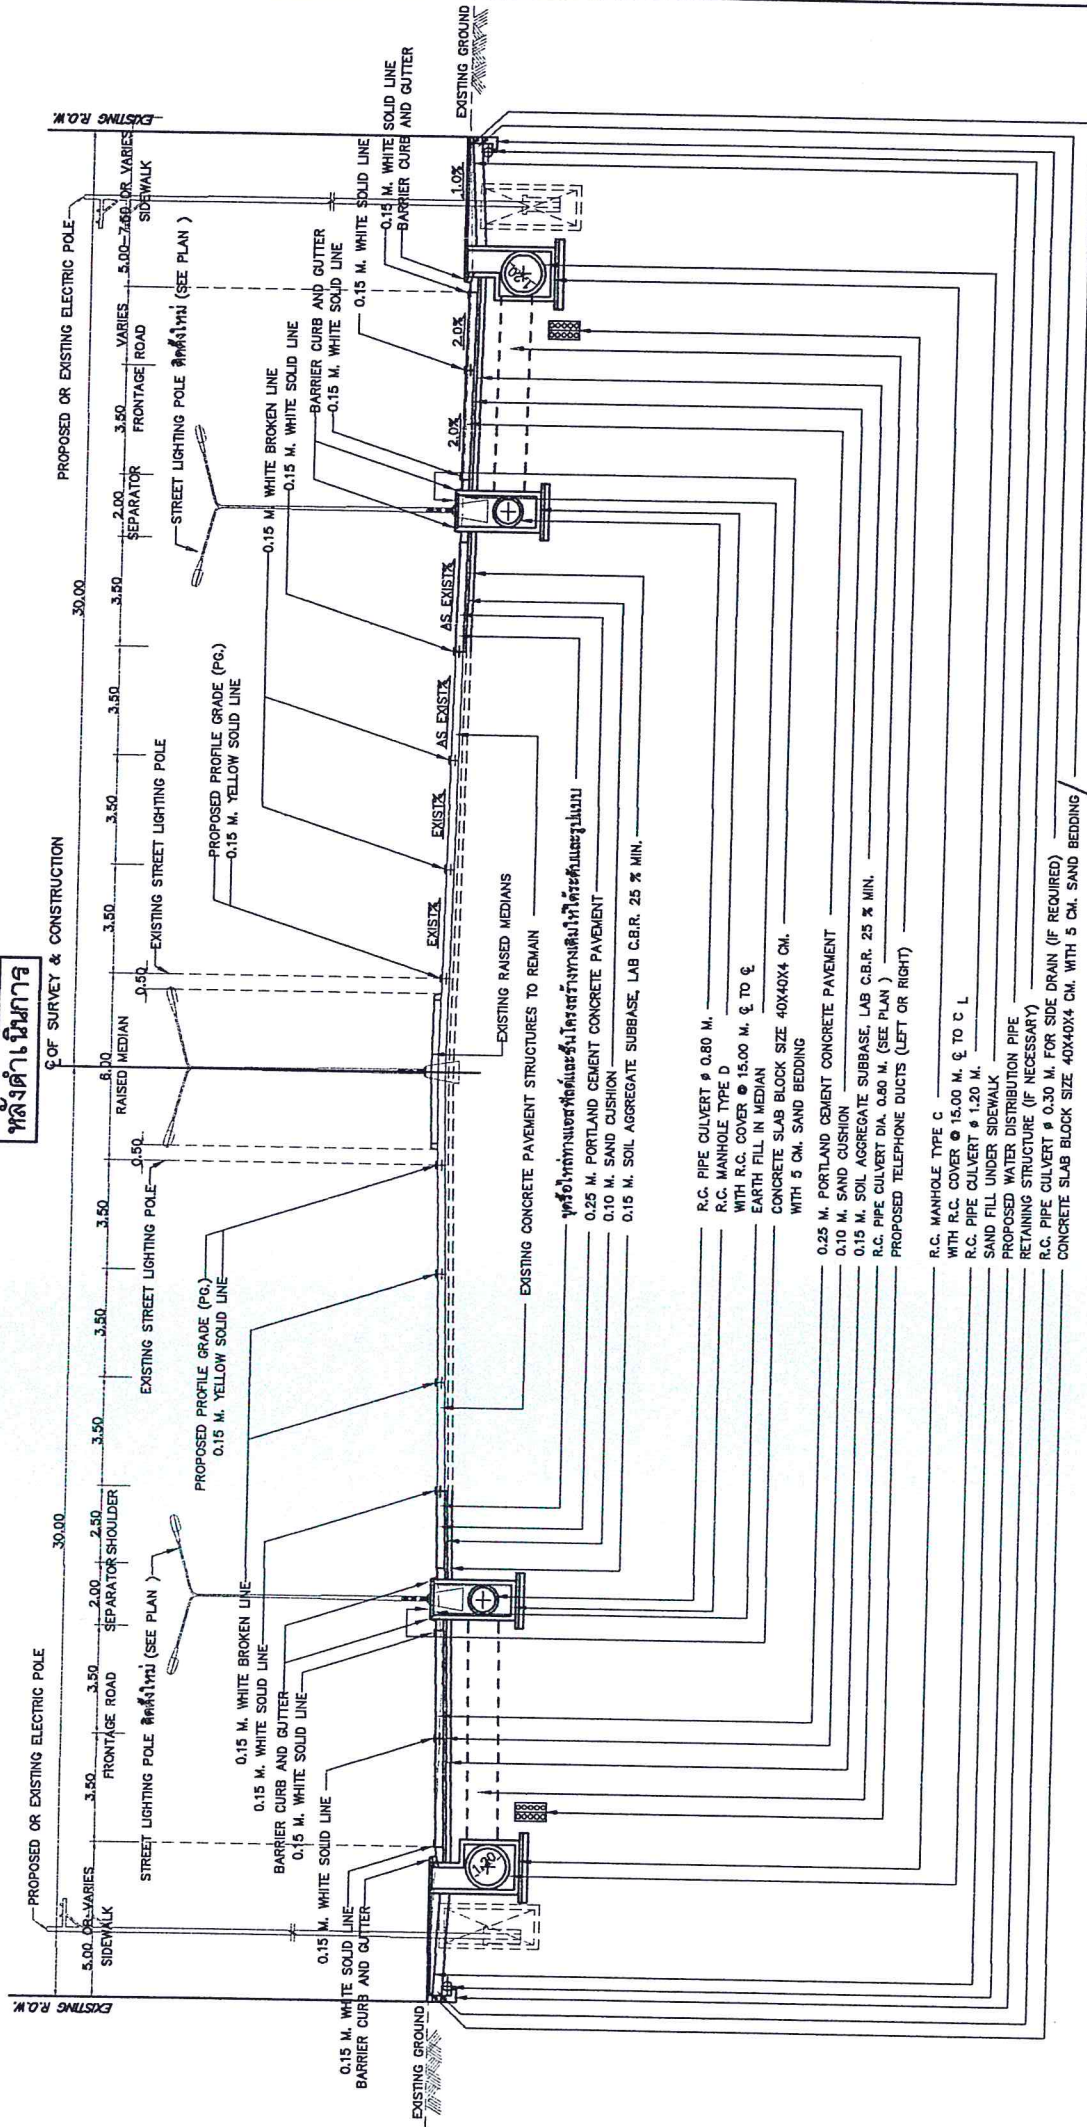 หลังดำเนินการ
℄ OF SURVEY & CONSTRUCTION
EXISTING R.O.W.
EXISTING R.O.W.
PROPOSED OR EXISTING ELECTRIC POLE
PROPOSED OR EXISTING ELECTRIC POLE
30.00
30.00
5.00 OR VARIES
3.50
3.50
2.00
2.50
3.50
3.50
3.50
0.50
6.00
0.50
3.50
3.50
3.50
3.50
2.00
3.50
VARIES
5.00-7.50 OR VARIES
SIDEWALK
FRONTAGE ROAD
SEPARATOR
SHOULDER
RAISED MEDIAN
SEPARATOR
FRONTAGE ROAD
SIDEWALK
STREET LIGHTING POLE ติดตั้งใหม่ (SEE PLAN )
EXISTING STREET LIGHTING POLE
EXISTING STREET LIGHTING POLE
STREET LIGHTING POLE ติดตั้งใหม่ (SEE PLAN )
PROPOSED PROFILE GRADE (PG.)
0.15 M. YELLOW SOLID LINE
PROPOSED PROFILE GRADE (PG.)
0.15 M. YELLOW SOLID LINE
0.15 M. WHITE BROKEN LINE
0.15 M. WHITE SOLID LINE
BARRIER CURB AND GUTTER
0.15 M. WHITE SOLID LINE
0.15 M. WHITE SOLID LINE
0.15 M. WHITE SOLID LINE
BARRIER CURB AND GUTTER
0.15 M. WHITE BROKEN LINE
0.15 M. WHITE SOLID LINE
BARRIER CURB AND GUTTER
0.15 M. WHITE SOLID LINE
0.15 M. WHITE SOLID LINE
0.15 M. WHITE SOLID LINE
BARRIER CURB AND GUTTER
EXISTING GROUND
EXISTING GROUND
EXIST%
EXIST%
AS EXIST%
AS EXIST%
2.0%
2.0%
1.0%
1.20
1.20
EXISTING RAISED MEDIANS
EXISTING CONCRETE PAVEMENT STRUCTURES TO REMAIN
0.25 M. PORTLAND CEMENT CONCRETE PAVEMENT
0.10 M. SAND CUSHION
0.15 M. SOIL AGGREGATE SUBBASE, LAB C.B.R. 25 % MIN.
R.C. PIPE CULVERT ø 0.80 M.
R.C. MANHOLE TYPE D
WITH R.C. COVER @ 15.00 M. ℄ TO ℄
EARTH FILL IN MEDIAN
CONCRETE SLAB BLOCK SIZE 40X40X4 CM.
WITH 5 CM. SAND BEDDING
0.25 M. PORTLAND CEMENT CONCRETE PAVEMENT
0.10 M. SAND CUSHION
0.15 M. SOIL AGGREGATE SUBBASE, LAB C.B.R. 25 % MIN.
R.C. PIPE CULVERT DIA. 0.80 M. (SEE PLAN )
PROPOSED TELEPHONE DUCTS (LEFT OR RIGHT)
R.C. MANHOLE TYPE C
WITH R.C. COVER @ 15.00 M. ℄ TO C L
R.C. PIPE CULVERT ø 1.20 M.
SAND FILL UNDER SIDEWALK
PROPOSED WATER DISTRIBUTION PIPE
RETAINING STRUCTURE (IF NECESSARY)
R.C. PIPE CULVERT ø 0.30 M. FOR SIDE DRAIN (IF REQUIRED)
CONCRETE SLAB BLOCK SIZE 40X40X4 CM. WITH 5 CM. SAND BEDDING